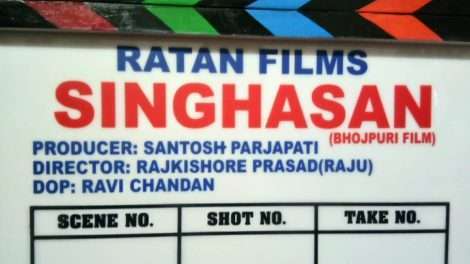 RATAN FILMS
SINGHASAN
(BHOJPURI FILM)
PRODUCER: SANTOSH PARJAPATI
DIRECTOR: RAJKISHORE PRASAD(RAJU)
DOP: RAVI CHANDAN
SCENE NO. SHOT NO. TAKE NO.